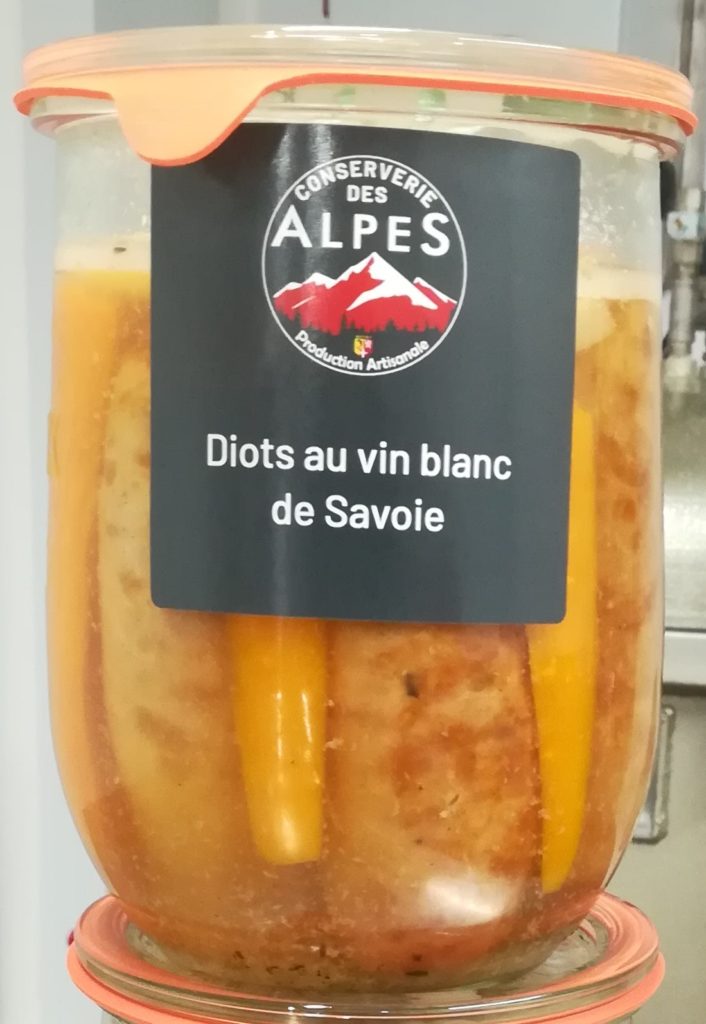 CONSERVERIE
DES
ALPES
Production Artisanale
Diots au vin blanc
de Savoie